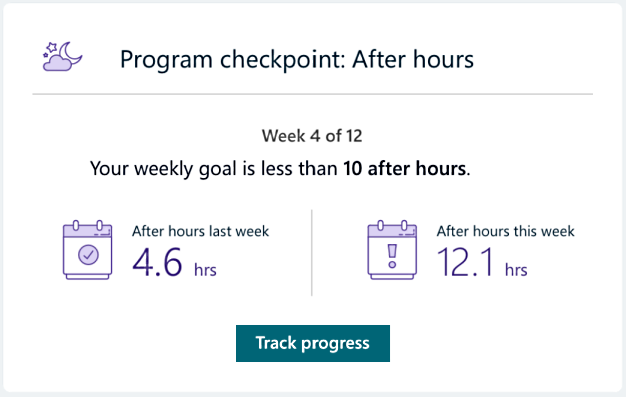 Program checkpoint: After hours
Week 4 of 12
Your weekly goal is less than 10 after hours.
After hours last week
4.6 hrs
After hours this week
12.1 hrs
Track progress